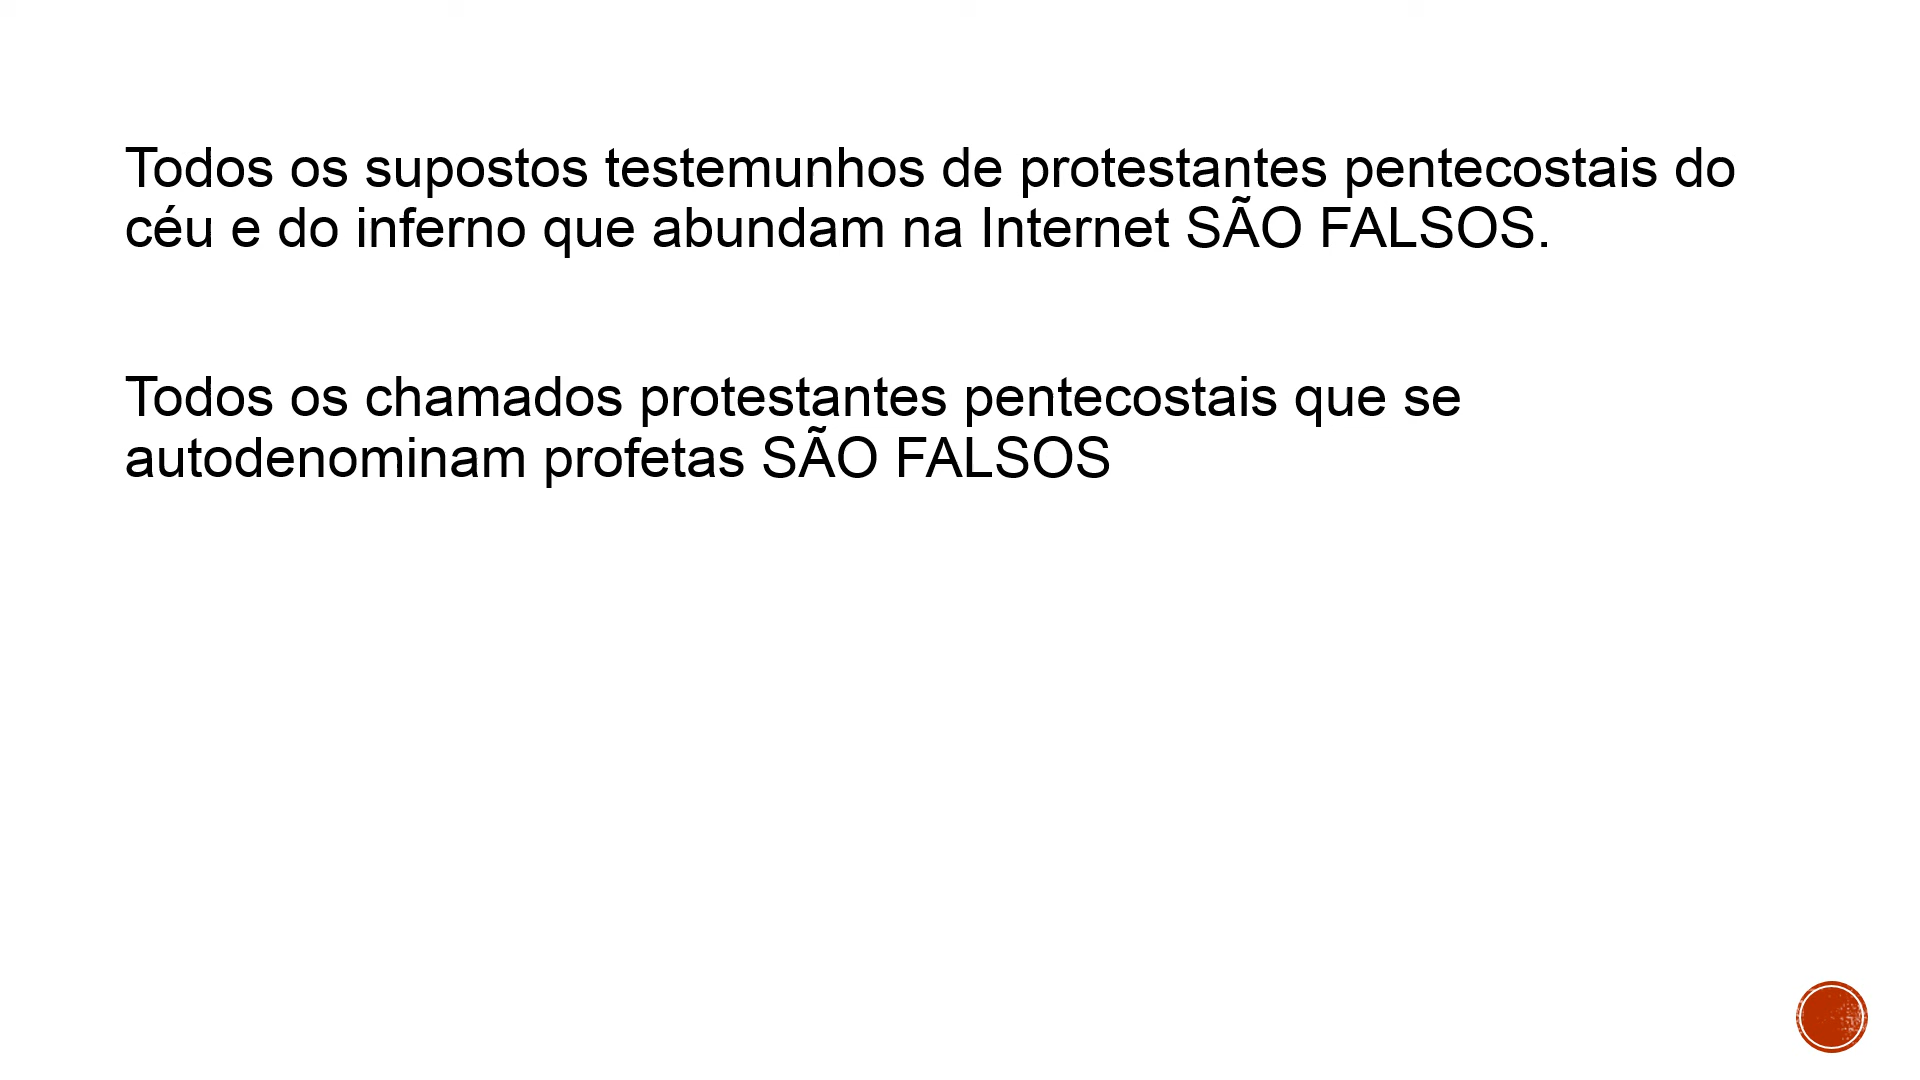 Todos os supostos testemunhos de protestantes pentecostais do
céu e do inferno que abundam na Internet SÃO FALSOS.
Todos os chamados protestantes pentecostais que se
autodenominam profetas SÃO FALSOS